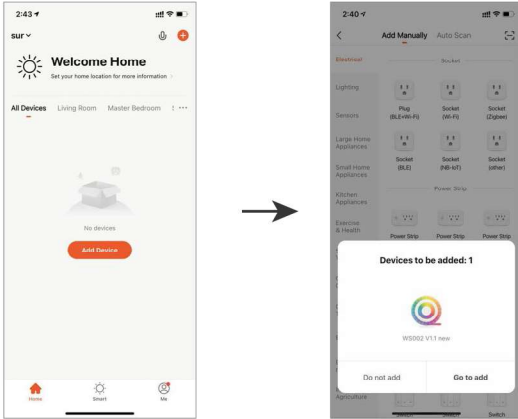 2:43
sur
Welcome Home
Set your home location for more information >
All Devices Living Room Master Bedroom
No devices
Add Device
Home Smart Me
2:40
Add Manually Auto Scan
Electrical
Socket
Lighting
Plug
(BLE+Wi-Fi)
Socket
(Wi-Fi)
Socket
(Zigbee)
Sensors
Large Home
Appliances
Socket
(BLE)
Socket
(NB-IoT)
Socket
(other)
Small Home
Appliances
Power Strip
Kitchen
Appliances
Exercise
& Health
Power Strip Power Strip Power Strip
Devices to be added: 1
WS002 V1.1 new
Do not add Go to add
Agriculture
Switch Switch Switch